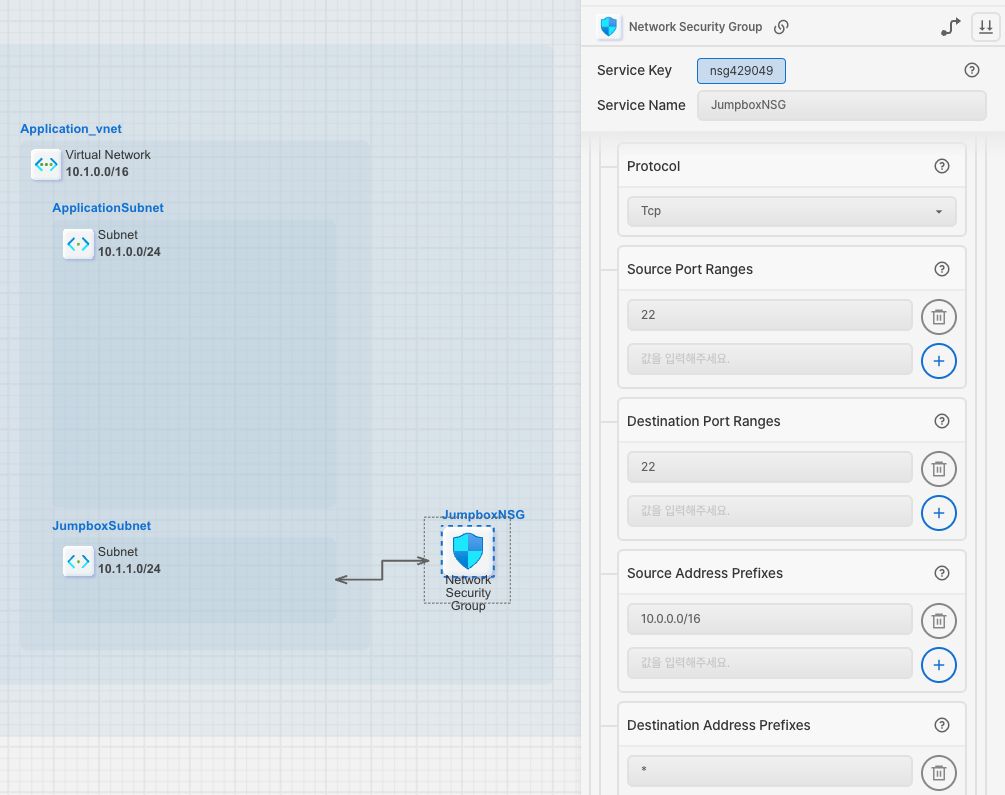 Application_vnet
Virtual Network
10.1.0.0/16
ApplicationSubnet
Subnet
10.1.0.0/24
JumpboxSubnet
Subnet
10.1.1.0/24
JumpboxNSG
Network
Security
Group
Network Security Group
Service Key
nsg429049
Service Name
JumpboxNSG
Protocol
Tcp
Source Port Ranges
22
값을 입력해주세요.
Destination Port Ranges
22
값을 입력해주세요.
Source Address Prefixes
10.0.0.0/16
값을 입력해주세요.
Destination Address Prefixes
*